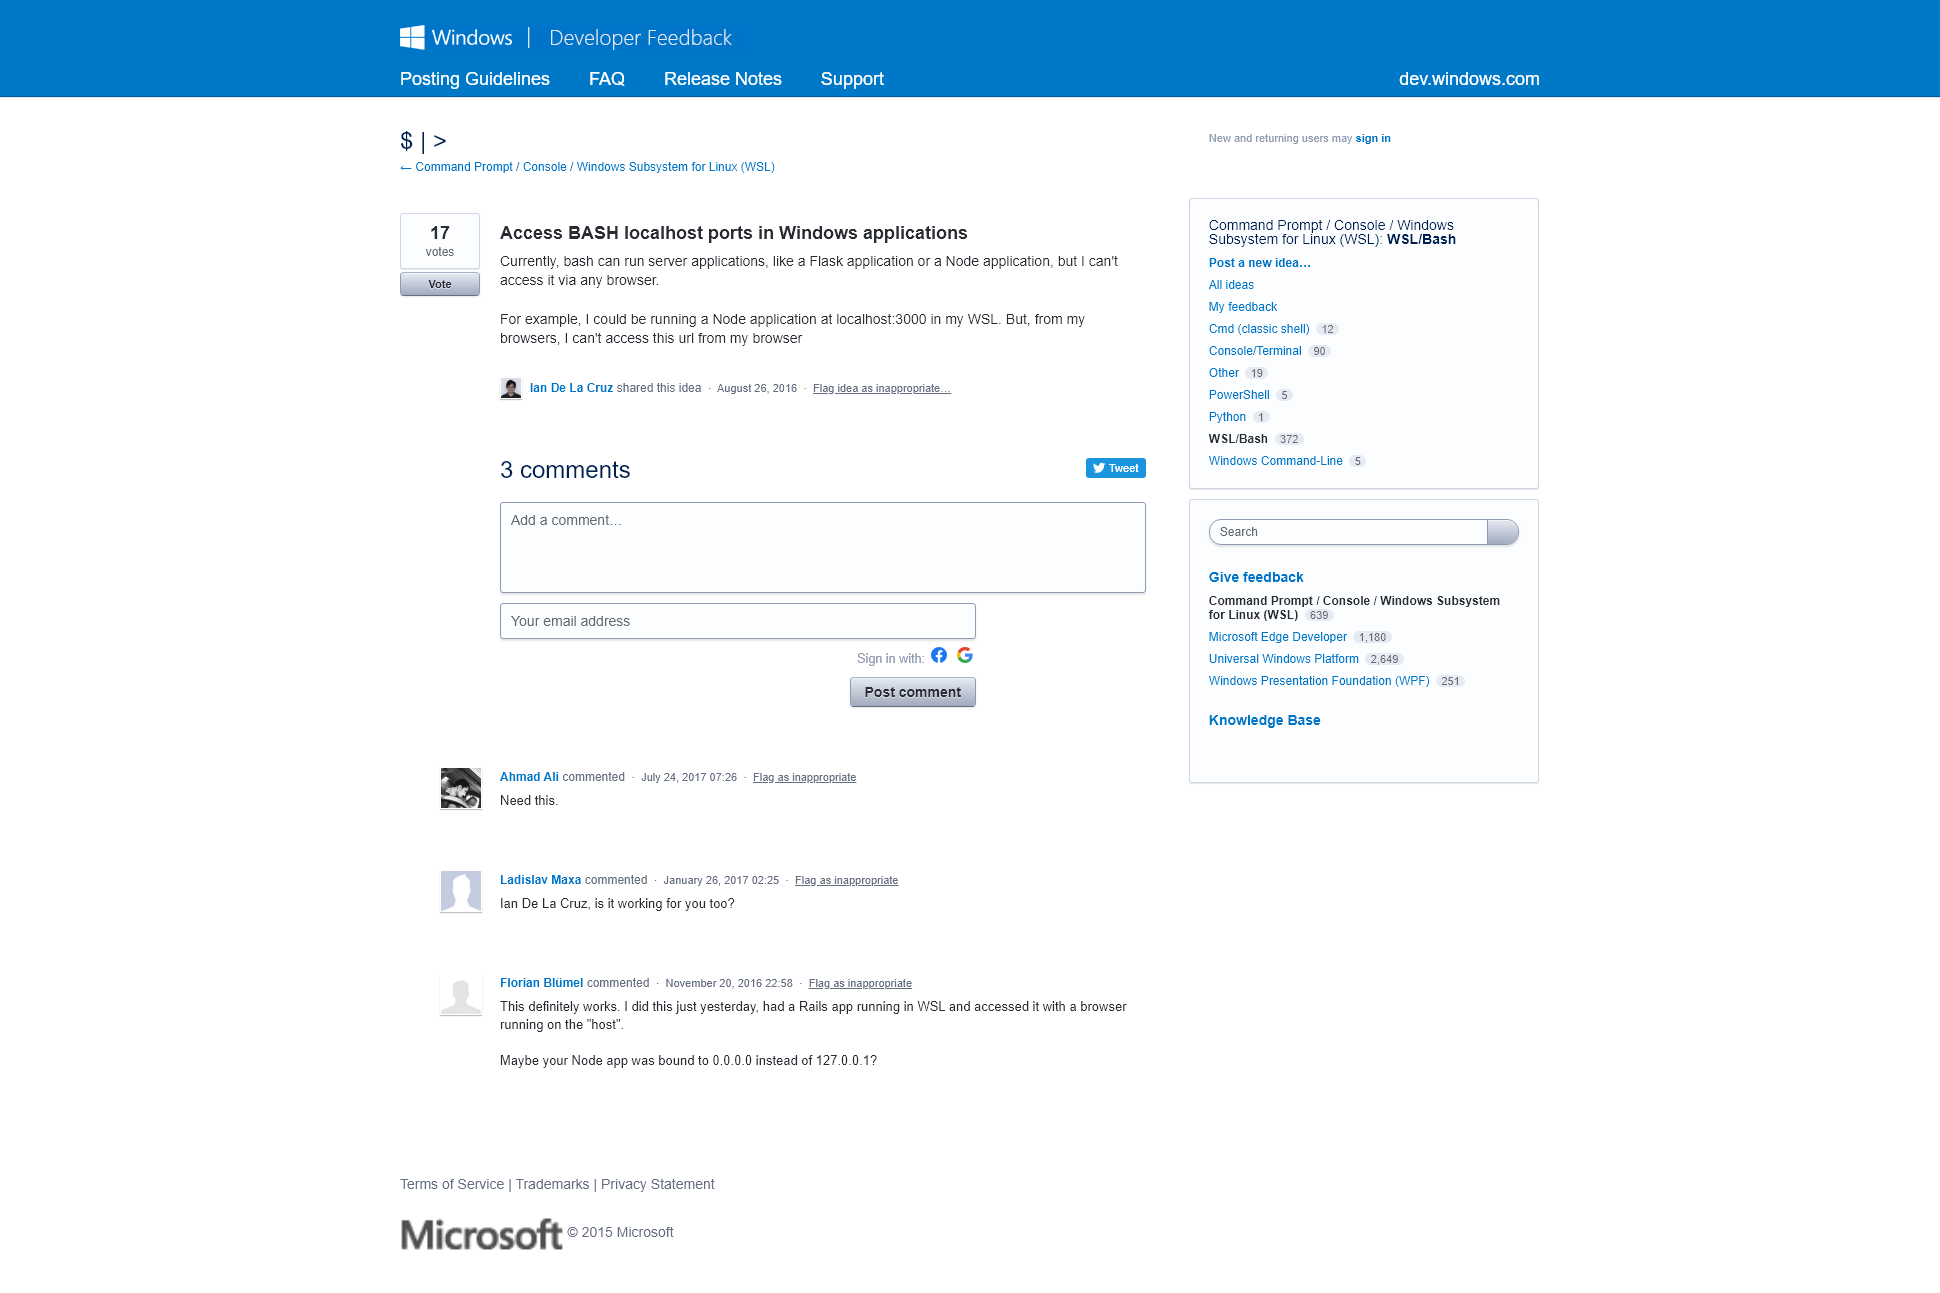 Windows | Developer Feedback
Posting Guidelines FAQ Release Notes Support dev.windows.com
$ | >
← Command Prompt / Console / Windows Subsystem for Linux (WSL)
New and returning users may sign in
17
votes
Vote
Access BASH localhost ports in Windows applications
Currently, bash can run server applications, like a Flask application or a Node application, but I can't
access it via any browser.
For example, I could be running a Node application at localhost:3000 in my WSL. But, from my
browsers, I can't access this url from my browser
Ian De La Cruz shared this idea · August 26, 2016 · Flag idea as inappropriate…
3 comments
Tweet
Add a comment…
Your email address
Sign in with:
Post comment
Ahmad Ali commented · July 24, 2017 07:26 · Flag as inappropriate
Need this.
Ladislav Maxa commented · January 26, 2017 02:25 · Flag as inappropriate
Ian De La Cruz, is it working for you too?
Florian Blümel commented · November 20, 2016 22:58 · Flag as inappropriate
This definitely works. I did this just yesterday, had a Rails app running in WSL and accessed it with a browser
running on the "host".
Maybe your Node app was bound to 0.0.0.0 instead of 127.0.0.1?
Command Prompt / Console / Windows
Subsystem for Linux (WSL): WSL/Bash
Post a new idea…
All ideas
My feedback
Cmd (classic shell) 12
Console/Terminal 90
Other 19
PowerShell 5
Python 1
WSL/Bash 372
Windows Command-Line 5
Search
Give feedback
Command Prompt / Console / Windows Subsystem
for Linux (WSL) 639
Microsoft Edge Developer 1,180
Universal Windows Platform 2,649
Windows Presentation Foundation (WPF) 251
Knowledge Base
Terms of Service | Trademarks | Privacy Statement
Microsoft © 2015 Microsoft